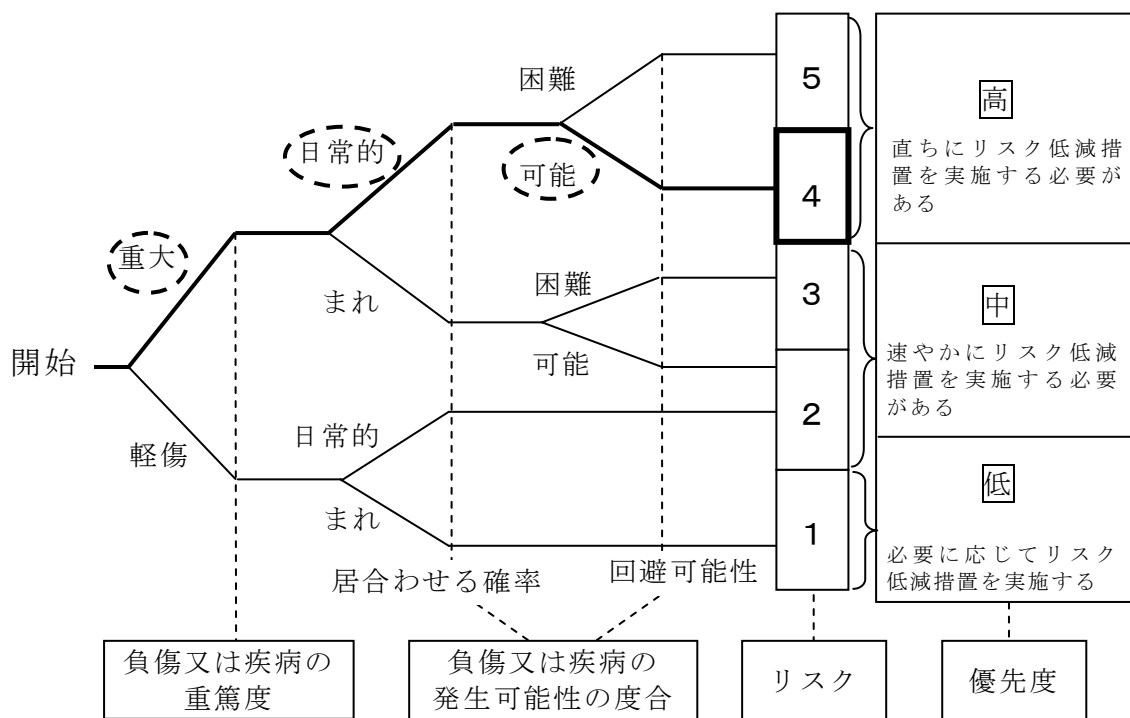 困難
5
高
直ちにリスク低減措
置を実施する必要が
ある
日常的
可能
4
重大
まれ
困難
3
中
速やかにリスク低減
措置を実施する必要
がある
開始
可能
軽傷
日常的
2
まれ
1
低
必要に応じてリスク
低減措置を実施する
居合わせる確率
回避可能性
負傷又は疾病の
重篤度
負傷又は疾病の
発生可能性の度合
リスク
優先度